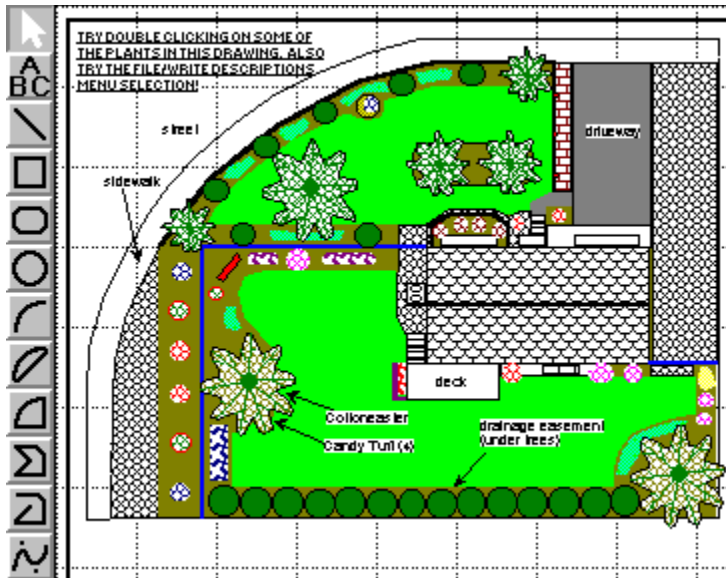 TRY DOUBLE CLICKING ON SOME OF
THE PLANTS IN THIS DRAWING. ALSO
TRY THE FILE/WRITE DESCRIPTIONS
MENU SELECTION!
A
BC
street
driveway
sidewalk
deck
Cotoneaster
Candy Tuft (4)
drainage easement
(under trees)